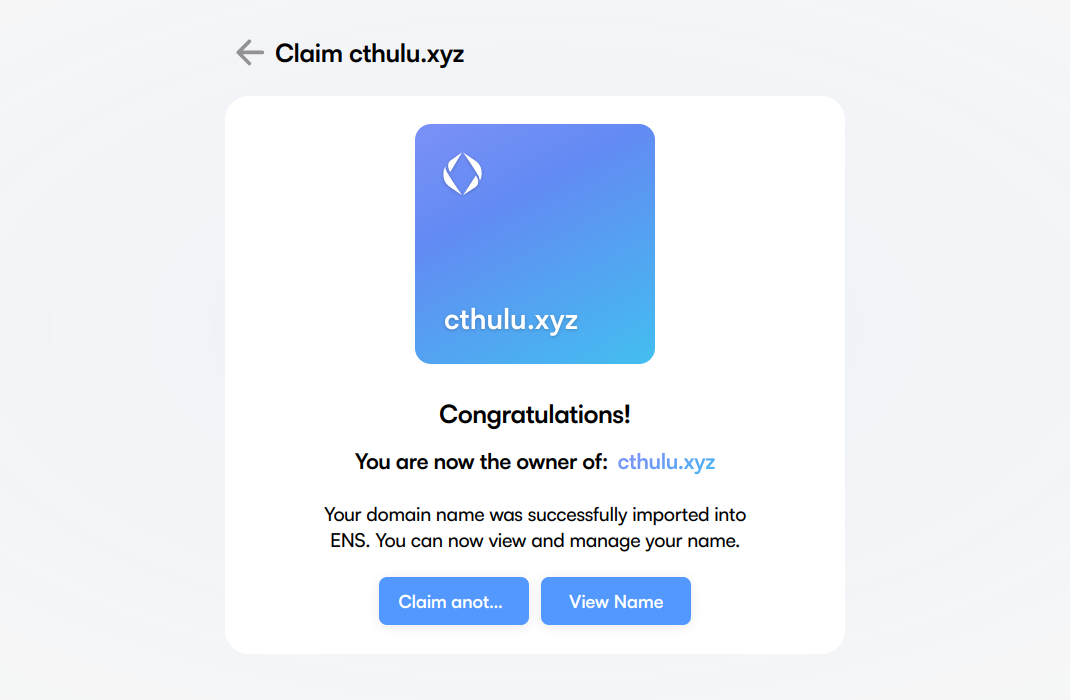 Claim cthulu.xyz
cthulu.xyz
Congratulations!
You are now the owner of: cthulu.xyz
Your domain name was successfully imported into
ENS. You can now view and manage your name.
Claim anot...
View Name